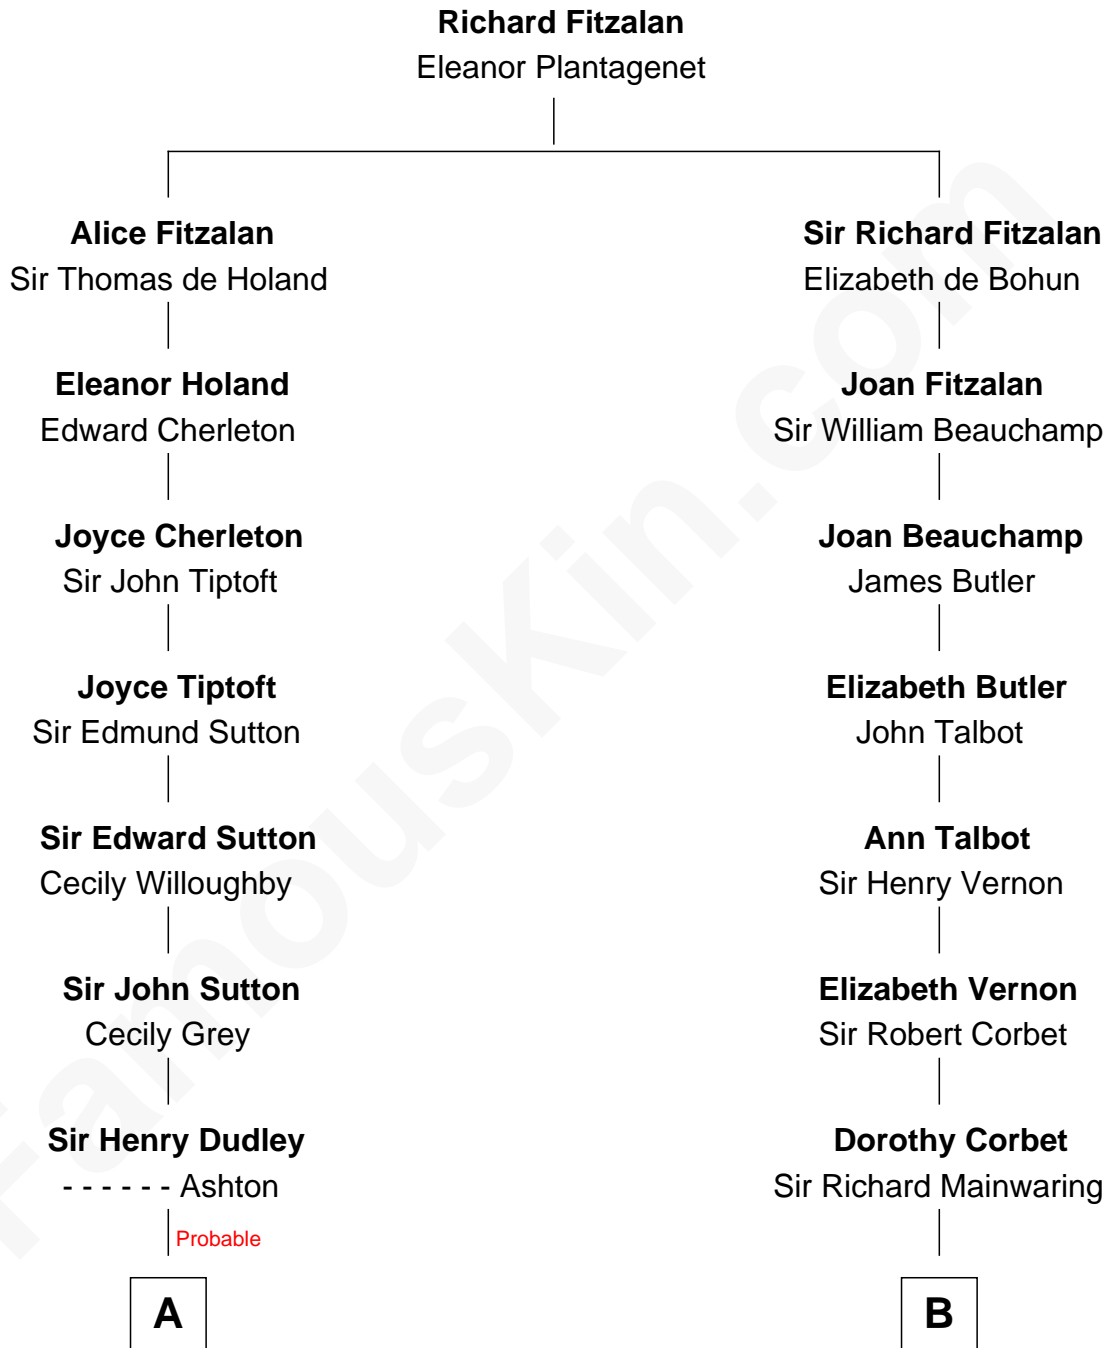 Richard Fitzalan
Eleanor Plantagenet
Alice Fitzalan
Sir Thomas de Holand
Sir Richard Fitzalan
Elizabeth de Bohun
Eleanor Holand
Edward Cherleton
Joan Fitzalan
Sir William Beauchamp
Joyce Cherleton
Sir John Tiptoft
Joan Beauchamp
James Butler
Joyce Tiptoft
Sir Edmund Sutton
Elizabeth Butler
John Talbot
Sir Edward Sutton
Cecily Willoughby
Ann Talbot
Sir Henry Vernon
Sir John Sutton
Cecily Grey
Elizabeth Vernon
Sir Robert Corbet
Sir Henry Dudley
- - - - - - Ashton
Dorothy Corbet
Sir Richard Mainwaring
Probable
A
B
FamousKin.com